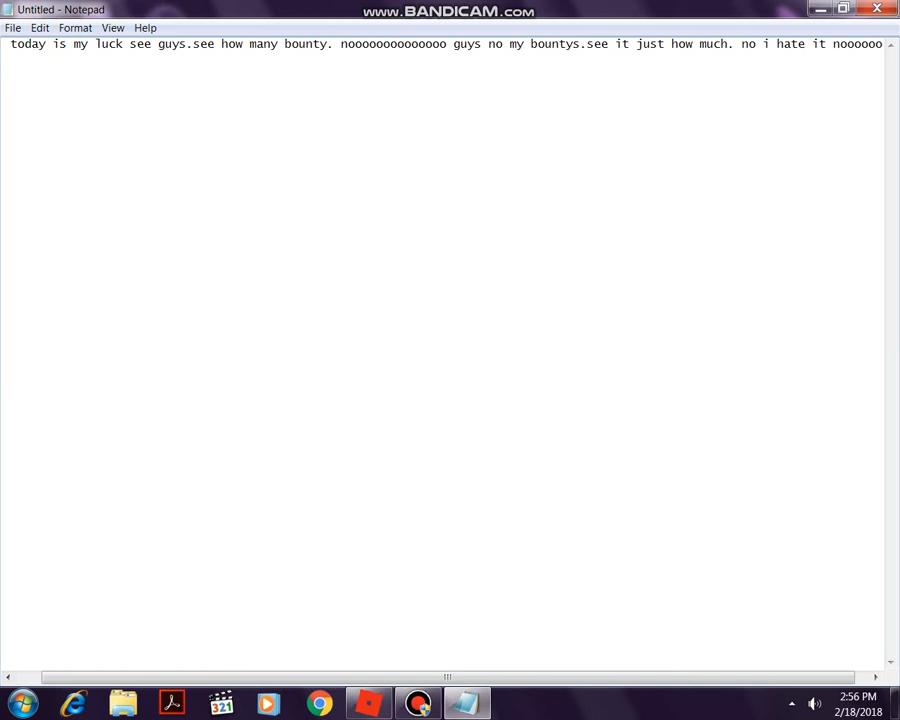 Untitled - Notepad
www.BANDICAM.com
File Edit Format View Help
today is my luck see guys.see how many bounty. nooooooooooooooo guys no my bountys.see it just how much. no i hate it noooooo
321
2:56 PM
2/18/2018